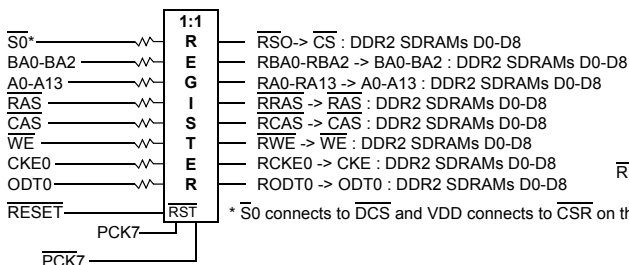 1:1
S0* R RSO-> CS : DDR2 SDRAMs D0-D8
BA0-BA2 E RBA0-RBA2 -> BA0-BA2 : DDR2 SDRAMs D0-D8
A0-A13 G RA0-RA13 -> A0-A13 : DDR2 SDRAMs D0-D8
RAS I RRAS -> RAS : DDR2 SDRAMs D0-D8
CAS S RCAS -> CAS : DDR2 SDRAMs D0-D8
WE T RWE -> WE : DDR2 SDRAMs D0-D8
CKE0 E RCKE0 -> CKE : DDR2 SDRAMs D0-D8
ODT0 R RODT0 -> ODT0 : DDR2 SDRAMs D0-D8
R
RESET RST * S0 connects to DCS and VDD connects to CSR on
PCK7
PCK7